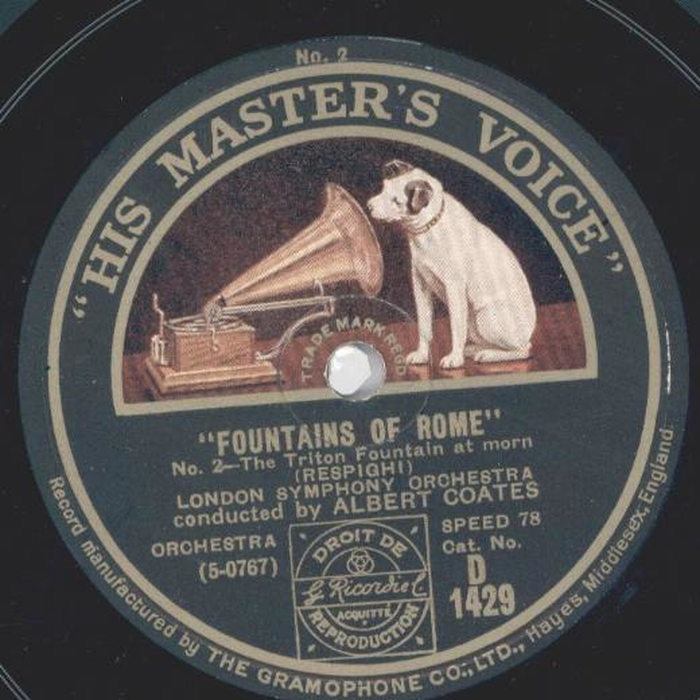 No. 2
"HIS MASTER'S VOICE"
TRADE MARK REGD
"FOUNTAINS OF ROME"
No. 2—The Triton Fountain at morn
(RESPIGHI)
LONDON SYMPHONY ORCHESTRA
conducted by ALBERT COATES
ORCHESTRA
(5-0767)
DROIT DE
G. Ricordi e C.
ACQUITTÉ
REPRODUCTION
SPEED 78
Cat. No.
D
1429
Record manufactured by THE GRAMOPHONE CO., LTD., Hayes, Middlesex, England.